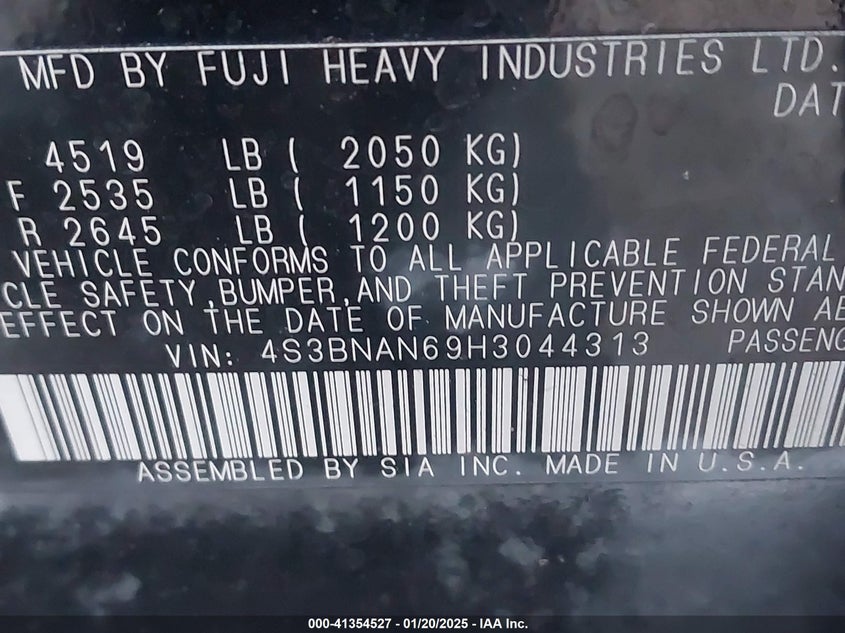 MFD BY FUJI HEAVY INDUSTRIES LTD.
DAT
4519 LB ( 2050 KG)
F 2535 LB ( 1150 KG)
R 2645 LB ( 1200 KG)
VEHICLE CONFORMS TO ALL APPLICABLE FEDERAL
CLE SAFETY,BUMPER,AND THEFT PREVENTION STAN
EFFECT ON THE DATE OF MANUFACTURE SHOWN AB
VIN: 4S3BNAN69H3044313 PASSENG
ASSEMBLED BY SIA INC. MADE IN U.S.A.
000-41354527 — 01/20/2025 — IAA Inc.